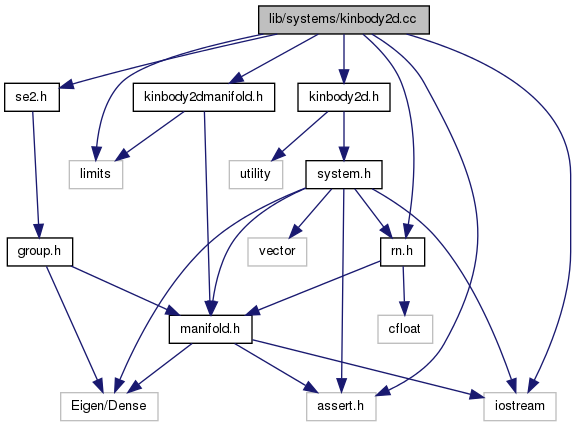 lib/systems/kinbody2d.cc
se2.h
kinbody2dmanifold.h
kinbody2d.h
limits
utility
system.h
group.h
vector
rn.h
manifold.h
cfloat
Eigen/Dense
assert.h
iostream